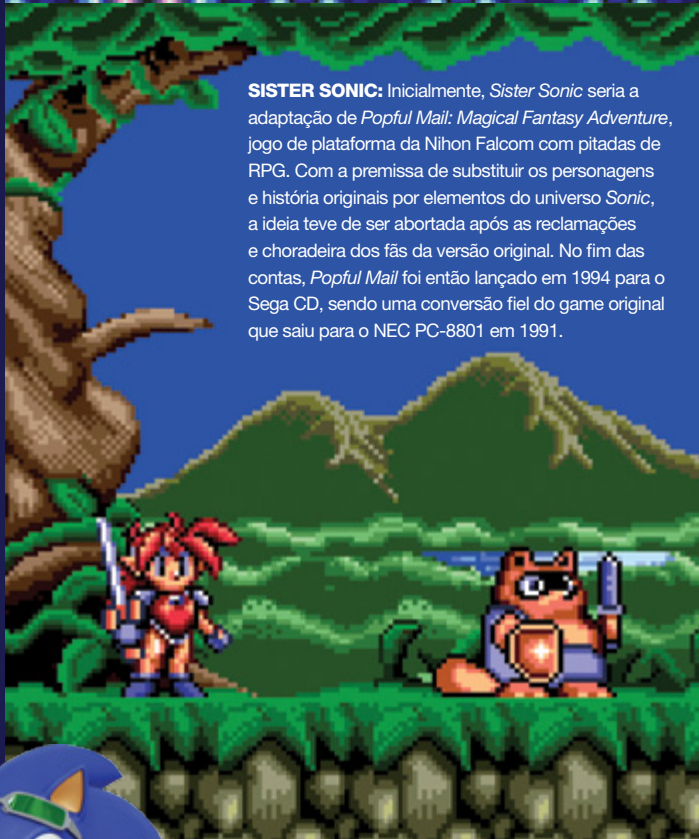 SISTER SONIC: Inicialmente, Sister Sonic seria a
adaptação de Popful Mail: Magical Fantasy Adventure,
jogo de plataforma da Nihon Falcom com pitadas de
RPG. Com a premissa de substituir os personagens
e história originais por elementos do universo Sonic,
a ideia teve de ser abortada após as reclamações
e choradeira dos fãs da versão original. No fim das
contas, Popful Mail foi então lançado em 1994 para o
Sega CD, sendo uma conversão fiel do game original
que saiu para o NEC PC-8801 em 1991.